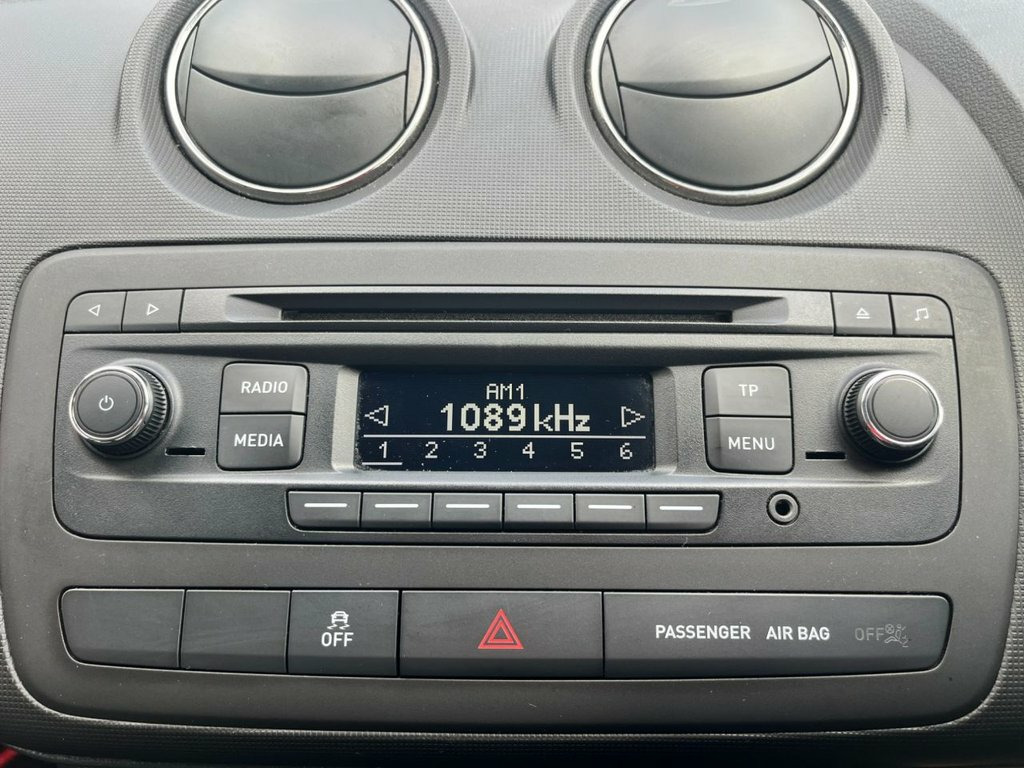 RADIO
MEDIA
AM1
1089 kHz
1 2 3 4 5 6
TP
MENU
OFF
PASSENGER AIR BAG OFF